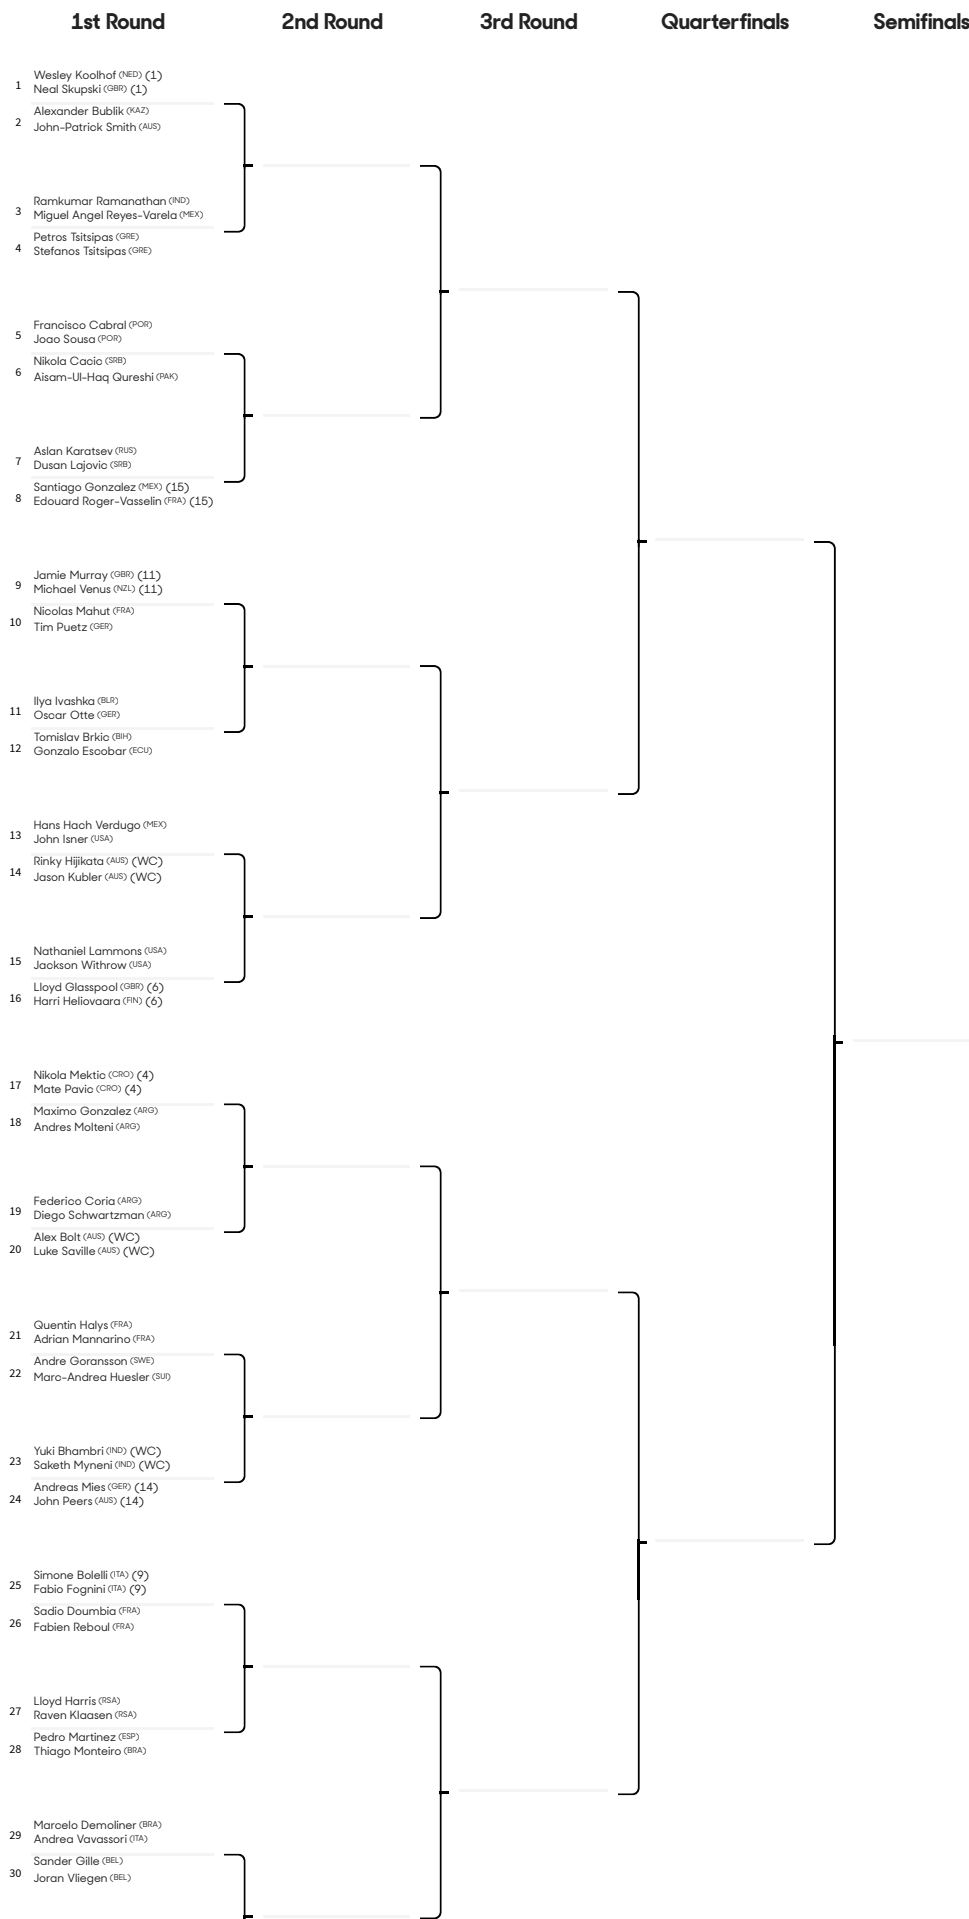 1st Round 2nd Round 3rd Round Quarterfinals Semifinals
Wesley Koolhof (NED) (1)
1
Neal Skupski (GBR) (1)
Alexander Bublik (KAZ)
2
John-Patrick Smith (AUS)
Ramkumar Ramanathan (IND)
3
Miguel Angel Reyes-Varela (MEX)
Petros Tsitsipas (GRE)
4
Stefanos Tsitsipas (GRE)
Francisco Cabral (POR)
5
Joao Sousa (POR)
Nikola Cacic (SRB)
6
Aisam-Ul-Haq Qureshi (PAK)
Aslan Karatsev (RUS)
7
Dusan Lajovic (SRB)
Santiago Gonzalez (MEX) (15)
8
Edouard Roger-Vasselin (FRA) (15)
Jamie Murray (GBR) (11)
9
Michael Venus (NZL) (11)
Nicolas Mahut (FRA)
10
Tim Puetz (GER)
Ilya Ivashka (BLR)
11
Oscar Otte (GER)
Tomislav Brkic (BIH)
12
Gonzalo Escobar (ECU)
Hans Hach Verdugo (MEX)
13
John Isner (USA)
Rinky Hijikata (AUS) (WC)
14
Jason Kubler (AUS) (WC)
Nathaniel Lammons (USA)
15
Jackson Withrow (USA)
Lloyd Glasspool (GBR) (6)
16
Harri Heliovaara (FIN) (6)
Nikola Mektic (CRO) (4)
17
Mate Pavic (CRO) (4)
Maximo Gonzalez (ARG)
18
Andres Molteni (ARG)
Federico Coria (ARG)
19
Diego Schwartzman (ARG)
Alex Bolt (AUS) (WC)
20
Luke Saville (AUS) (WC)
Quentin Halys (FRA)
21
Adrian Mannarino (FRA)
Andre Goransson (SWE)
22
Marc-Andrea Huesler (SUI)
Yuki Bhambri (IND) (WC)
23
Saketh Myneni (IND) (WC)
Andreas Mies (GER) (14)
24
John Peers (AUS) (14)
Simone Bolelli (ITA) (9)
25
Fabio Fognini (ITA) (9)
Sadio Doumbia (FRA)
26
Fabien Reboul (FRA)
Lloyd Harris (RSA)
27
Raven Klaasen (RSA)
Pedro Martinez (ESP)
28
Thiago Monteiro (BRA)
Marcelo Demoliner (BRA)
29
Andrea Vavassori (ITA)
Sander Gille (BEL)
30
Joran Vliegen (BEL)